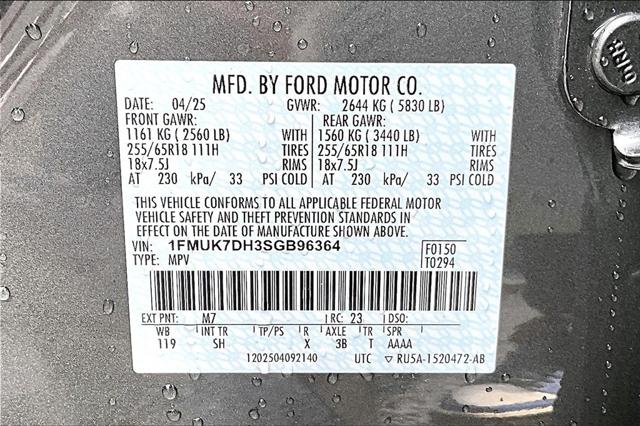 MFD. BY FORD MOTOR CO.
DATE: 04/25 GVWR: 2644 KG ( 5830 LB)
FRONT GAWR: REAR GAWR:
1161 KG ( 2560 LB) WITH 1560 KG ( 3440 LB) WITH
255/65R18 111H TIRES 255/65R18 111H TIRES
18x7.5J RIMS 18x7.5J RIMS
AT 230 kPa/ 33 PSI COLD AT 230 kPa/ 33 PSI COLD
THIS VEHICLE CONFORMS TO ALL APPLICABLE FEDERAL MOTOR
VEHICLE SAFETY AND THEFT PREVENTION STANDARDS IN
EFFECT ON THE DATE OF MANUFACTURE SHOWN ABOVE.
VIN: 1FMUK7DH3SGB96364 F0150
TYPE: MPV T0294
EXT PNT: M7 RC: 23 DSO:
WB INT TR TP/PS R AXLE TR SPR
119 SH X 3B T AAAA
1202504092140 UTC ▽ RU5A-1520472-AB